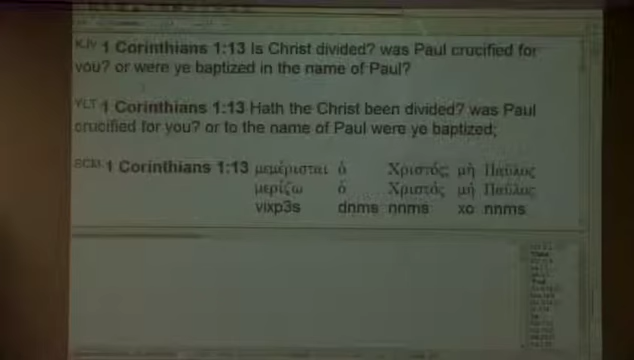 KJV 1 Corinthians 1:13 Is Christ divided? was Paul crucified for
you? or were ye baptized in the name of Paul?
YLT 1 Corinthians 1:13 Hath the Christ been divided? was Paul
crucified for you? or to the name of Paul were ye baptized;
1 Corinthians 1:13 μεμέρισται ὁ Χριστός; μὴ Παῦλος
μερίζω ὁ Χριστός μή Παῦλος
vixp3s dnms nnms xo nnms